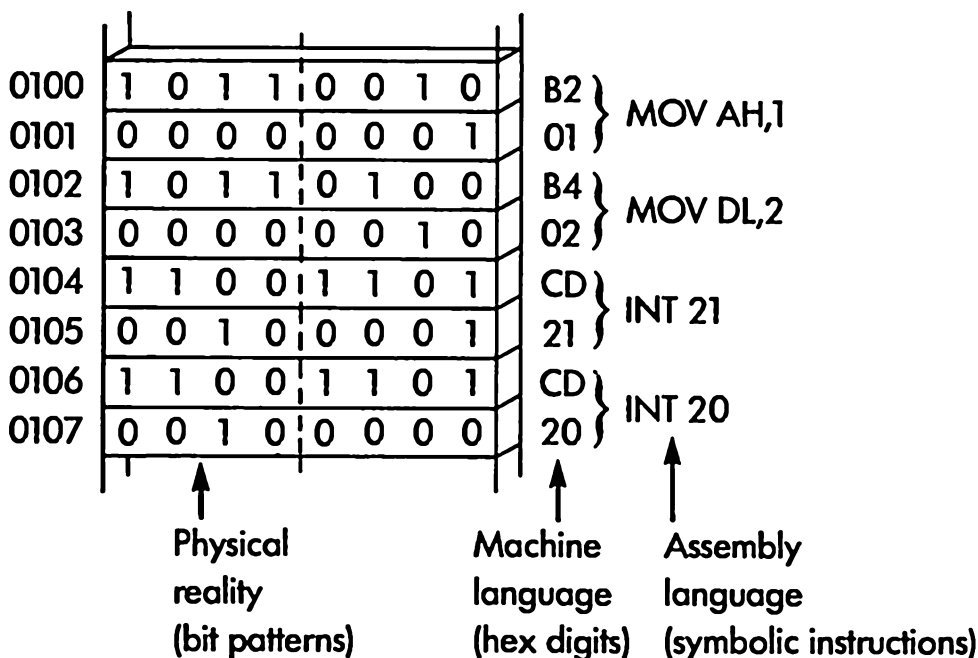 0100 1 0 1 1 0 0 1 0 B2
MOV AH,1
0101 0 0 0 0 0 0 0 1 01
0102 1 0 1 1 0 1 0 0 B4
MOV DL,2
0103 0 0 0 0 0 0 1 0 02
0104 1 1 0 0 1 1 0 1 CD
INT 21
0105 0 0 1 0 0 0 0 1 21
0106 1 1 0 0 1 1 0 1 CD
INT 20
0107 0 0 1 0 0 0 0 0 20
Physical
reality
(bit patterns)
Machine
language
(hex digits)
Assembly
language
(symbolic instructions)